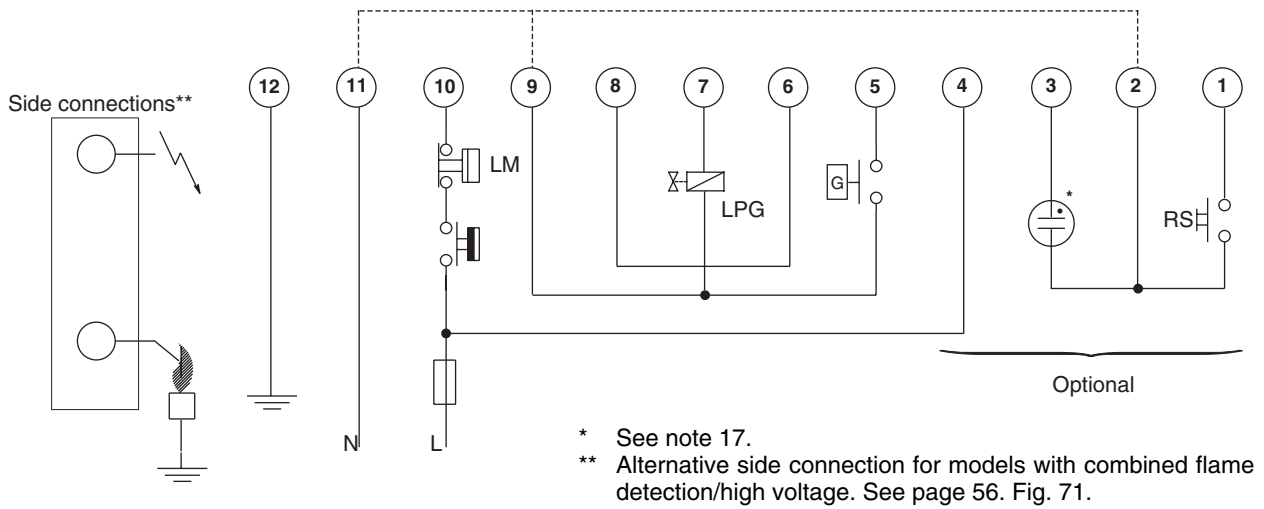 12 11 10 9 8 7 6 5 4 3 2 1
Side connections**
LM
G
*
LPG
RS
Optional
N L
* See note 17.
** Alternative side connection for models with combined flame
detection/high voltage. See page 56. Fig. 71.